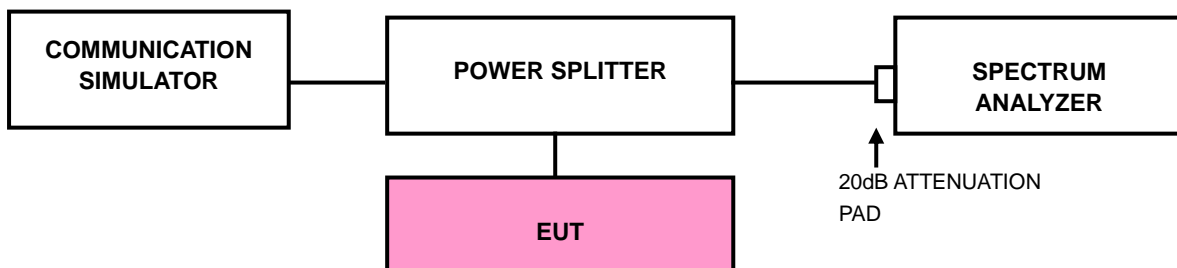 COMMUNICATION
SIMULATOR
POWER SPLITTER
SPECTRUM
ANALYZER
20dB ATTENUATION
PAD
EUT